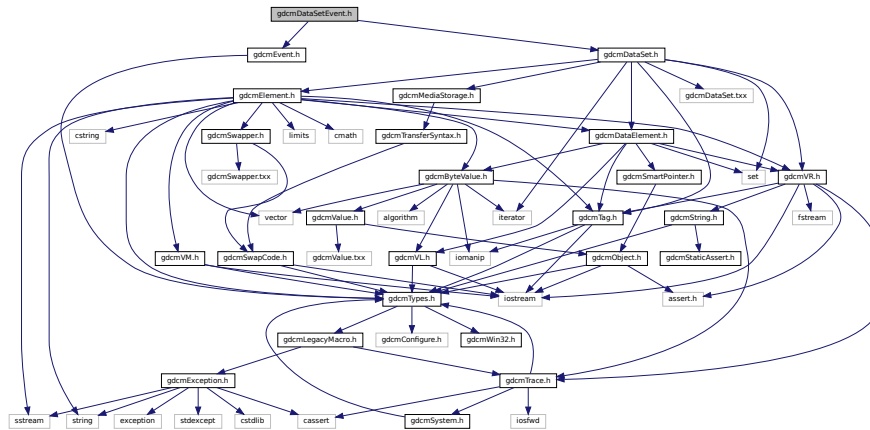 gdcmDataSetEvent.h
gdcmEvent.h
gdcmDataSet.h
gdcmElement.h
gdcmMediaStorage.h
gdcmDataSet.txx
cstring
gdcmSwapper.h
limits
cmath
gdcmTransferSyntax.h
gdcmDataElement.h
gdcmSwapper.txx
gdcmByteValue.h
gdcmSmartPointer.h
set
gdcmVR.h
vector
gdcmValue.h
algorithm
iterator
gdcmTag.h
gdcmString.h
fstream
gdcmVM.h
gdcmSwapCode.h
gdcmValue.txx
gdcmVL.h
iomanip
gdcmObject.h
gdcmStaticAssert.h
gdcmTypes.h
iostream
assert.h
gdcmLegacyMacro.h
gdcmConfigure.h
gdcmWin32.h
gdcmException.h
gdcmTrace.h
sstream
string
exception
stdexcept
cstdlib
cassert
gdcmSystem.h
iosfwd